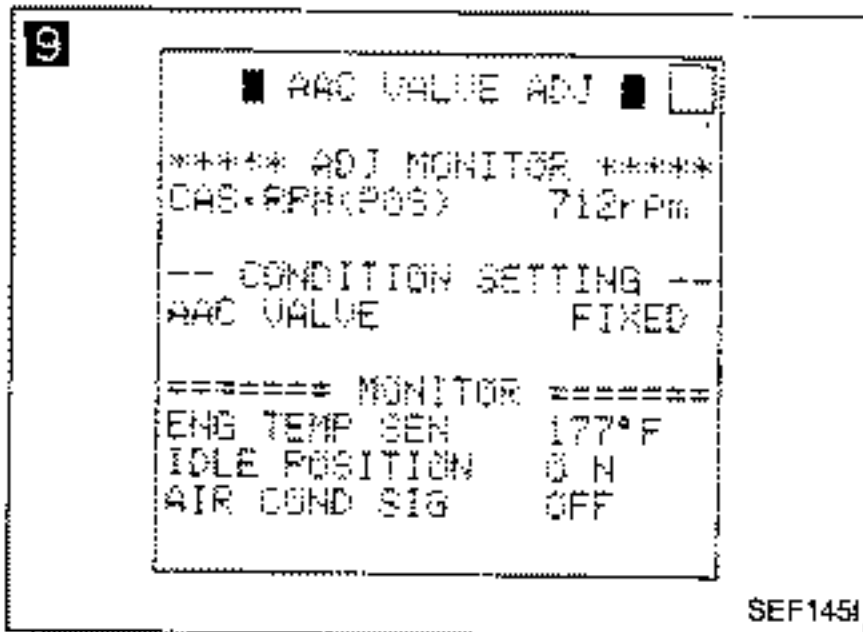 9
■ AAC VALVE ADJ ■
***** ADJ MONITOR *****
CAS•RPM(POS) 712rpm
-- CONDITION SETTING --
AAC VALVE FIXED
======= MONITOR =======
ENG TEMP SEN 177°F
IDLE POSITION O N
AIR COND SIG OFF
SEF145I